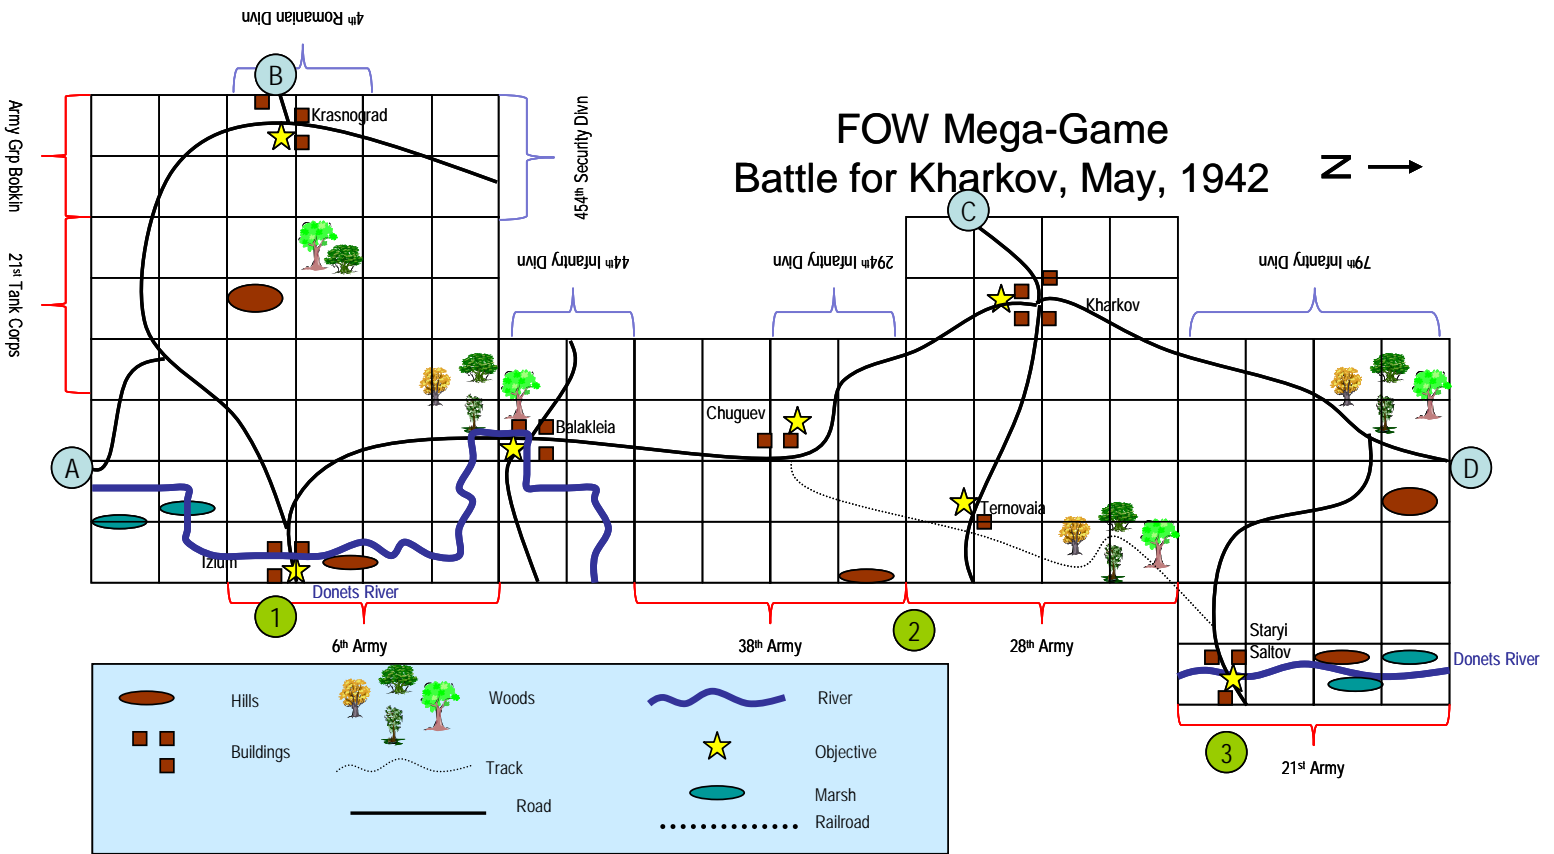 4th Romanian Divn
B
Krasnograd
Army Grp Bobkin
454th Security Divn
FOW Mega-Game
Battle for Kharkov, May, 1942
N
C
21st Tank Corps
44th Infantry Divn
294th Infantry Divn
79th Infantry Divn
Kharkov
Chuguev
Balakleia
A
D
Ternovaia
Izium
Donets River
1
6th Army
38th Army
2
28th Army
Staryi
Saltov
Donets River
3
21st Army
Hills
Woods
River
Buildings
Objective
Track
Marsh
Road
Railroad